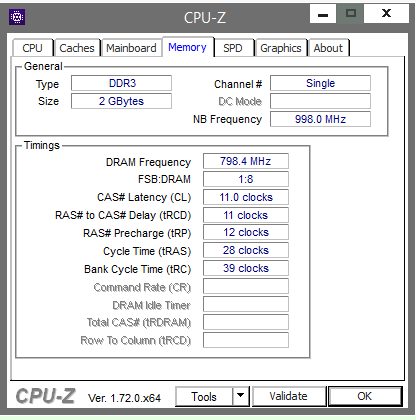 CPU-Z
CPU Caches Mainboard Memory SPD Graphics About
General
Type DDR3 Channel # Single
Size 2 GBytes DC Mode
NB Frequency 998.0 MHz
Timings
DRAM Frequency 798.4 MHz
FSB:DRAM 1:8
CAS# Latency (CL) 11.0 clocks
RAS# to CAS# Delay (tRCD) 11 clocks
RAS# Precharge (tRP) 12 clocks
Cycle Time (tRAS) 28 clocks
Bank Cycle Time (tRC) 39 clocks
Command Rate (CR)
DRAM Idle Timer
Total CAS# (tRDRAM)
Row To Column (tRCD)
CPU-Z Ver. 1.72.0.x64 Tools Validate OK